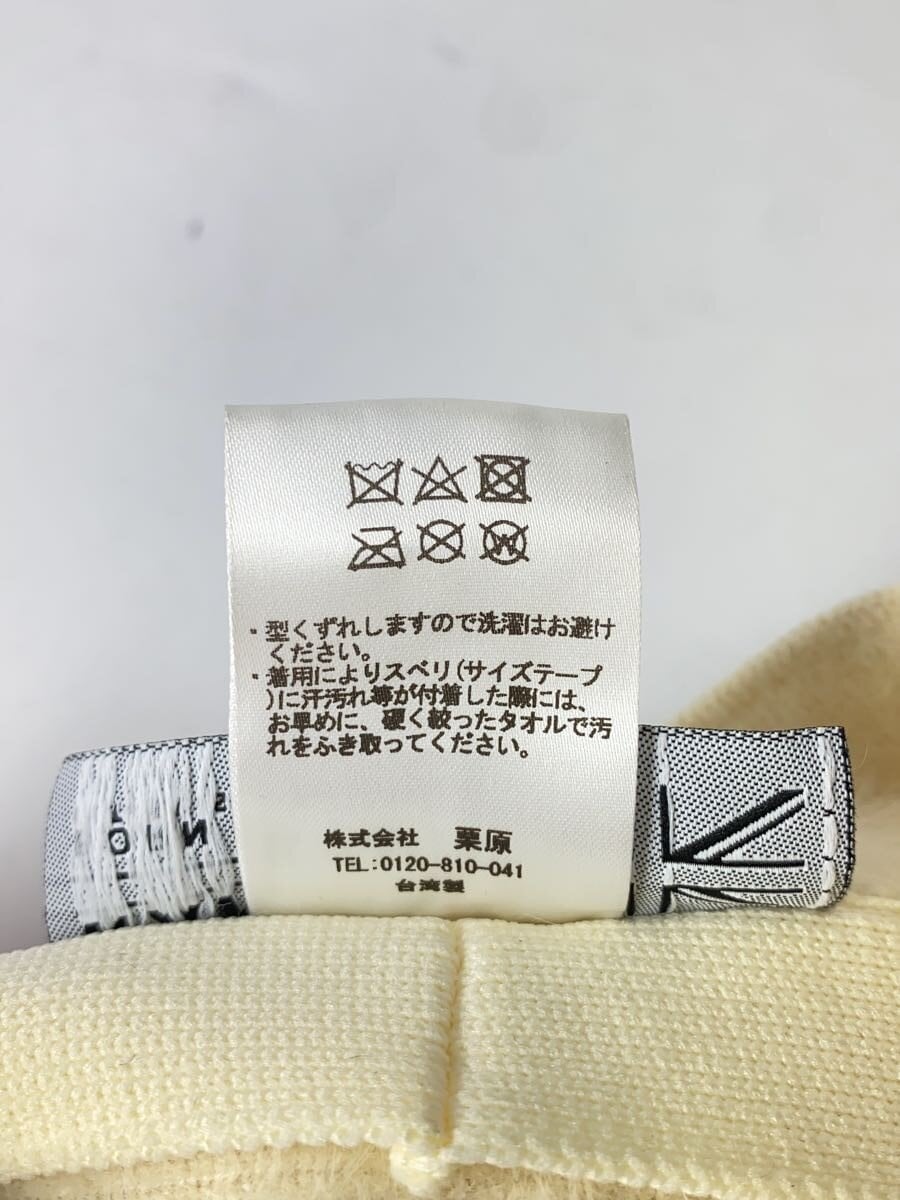 ・型くずれしますので洗濯はお避け
ください。
・着用によりスベリ(サイズテープ
)に汗汚れ等が付着した際には、
お早めに、硬く絞ったタオルで汚
れをふき取ってください。
株式会社 栗原
TEL:0120-810-041
台湾製